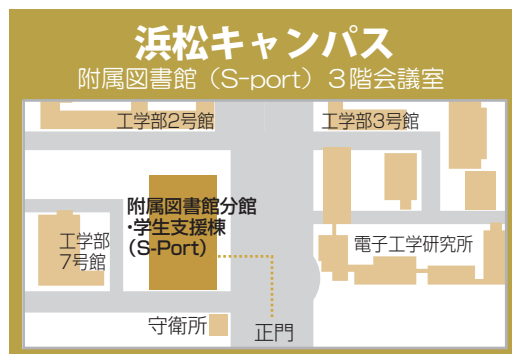 浜松キャンパス
附属図書館（S-port）3階会議室
工学部2号館
工学部3号館
附属図書館分館
・学生支援棟
（S-Port）
工学部
7号館
電子工学研究所
守衛所
正門